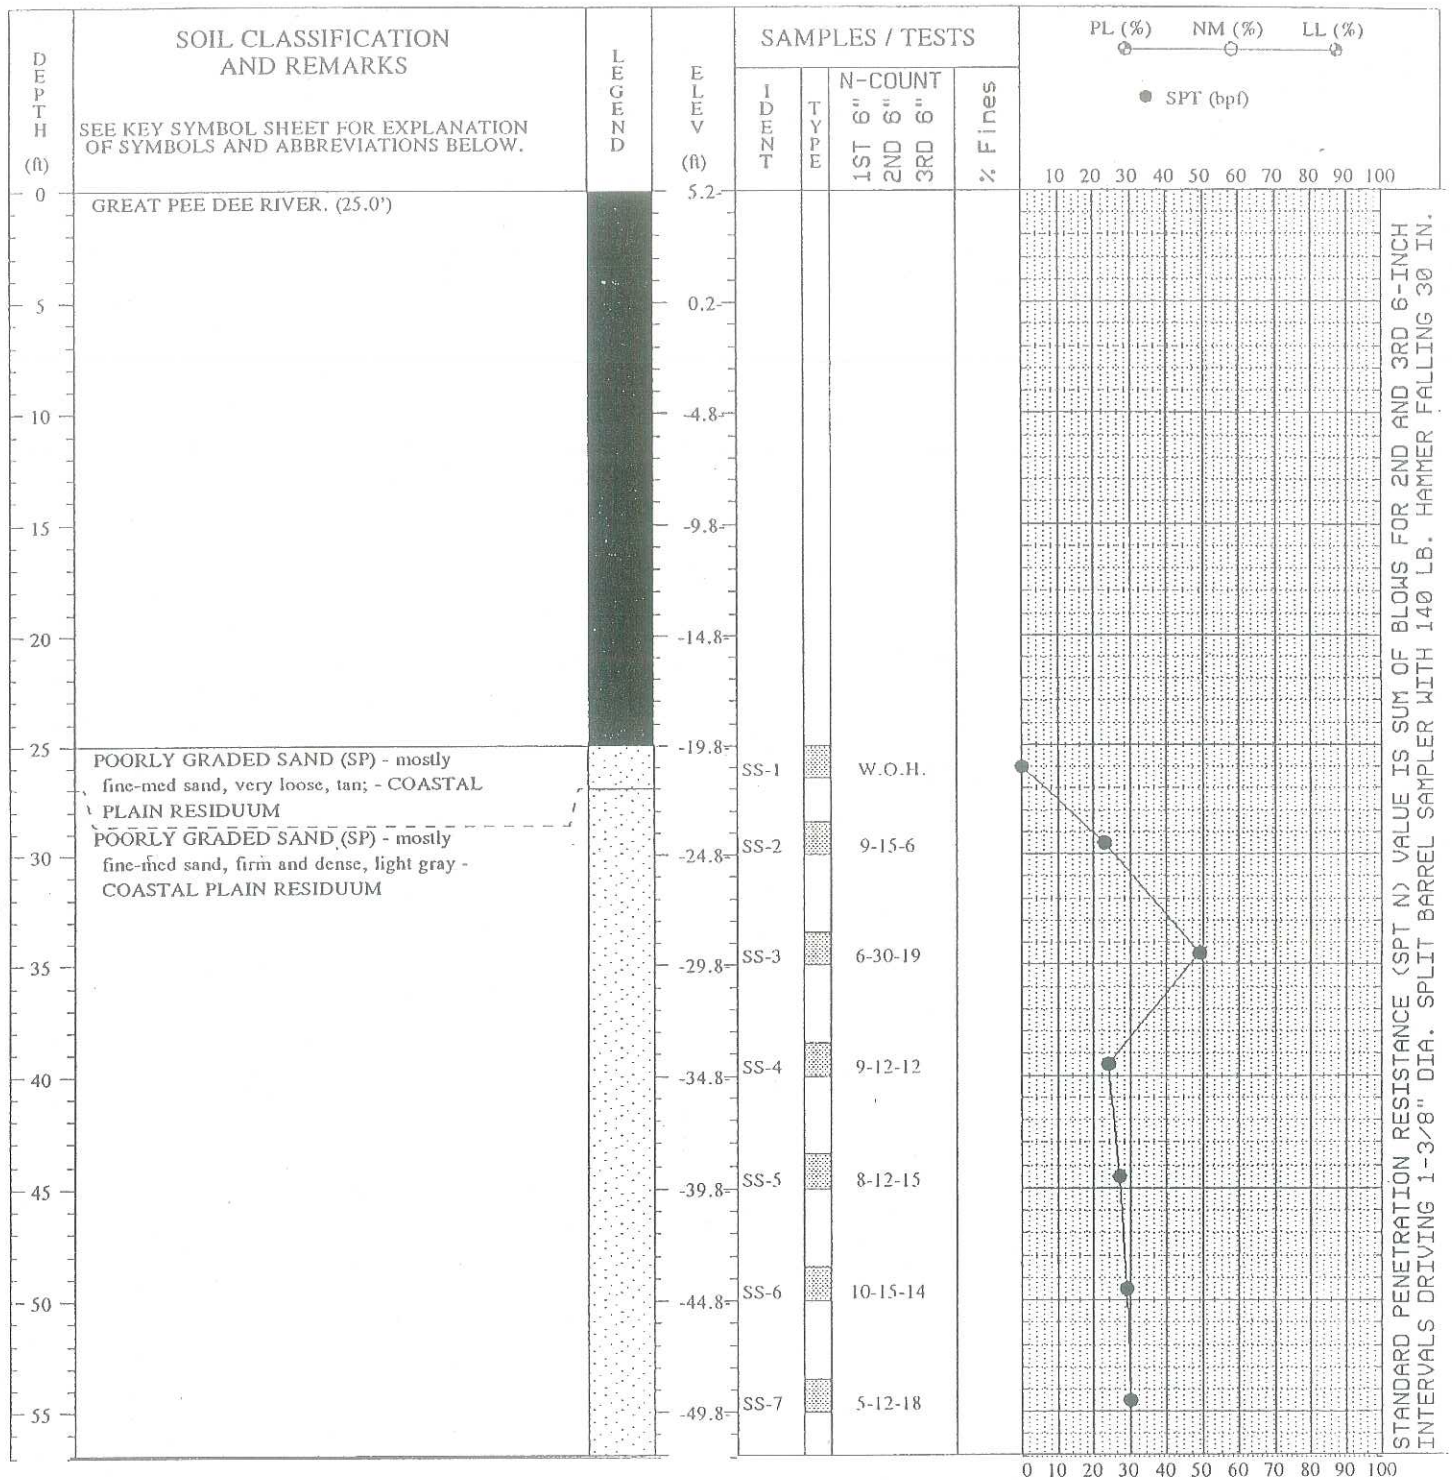 SOIL CLASSIFICATION
AND REMARKS
SEE KEY SYMBOL SHEET FOR EXPLANATION
OF SYMBOLS AND ABBREVIATIONS BELOW.
DEPTH
(ft)
LEGEND
ELEV
(ft)
SAMPLES / TESTS
IDENT
TYPE
N-COUNT
1ST 6"
2ND 6"
3RD 6"
% Fines
PL (%) NM (%) LL (%)
SPT (bpf)
10 20 30 40 50 60 70 80 90 100
0
GREAT PEE DEE RIVER. (25.0')
5.2
5
0.2
10
-4.8
15
-9.8
20
-14.8
25
-19.8
POORLY GRADED SAND (SP) - mostly
fine-med sand, very loose, tan; - COASTAL
PLAIN RESIDUUM
SS-1 W.O.H.
POORLY GRADED SAND (SP) - mostly
fine-med sand, firm and dense, light gray -
COASTAL PLAIN RESIDUUM
30
-24.8
SS-2 9-15-6
35
-29.8
SS-3 6-30-19
40
-34.8
SS-4 9-12-12
45
-39.8
SS-5 8-12-15
50
-44.8
SS-6 10-15-14
55
-49.8
SS-7 5-12-18
0 10 20 30 40 50 60 70 80 90 100
STANDARD PENETRATION RESISTANCE (SPT N) VALUE IS SUM OF BLOWS FOR 2ND AND 3RD 6-INCH
INTERVALS DRIVING 1-3/8" DIA. SPLIT BARREL SAMPLER WITH 140 LB. HAMMER FALLING 30 IN.